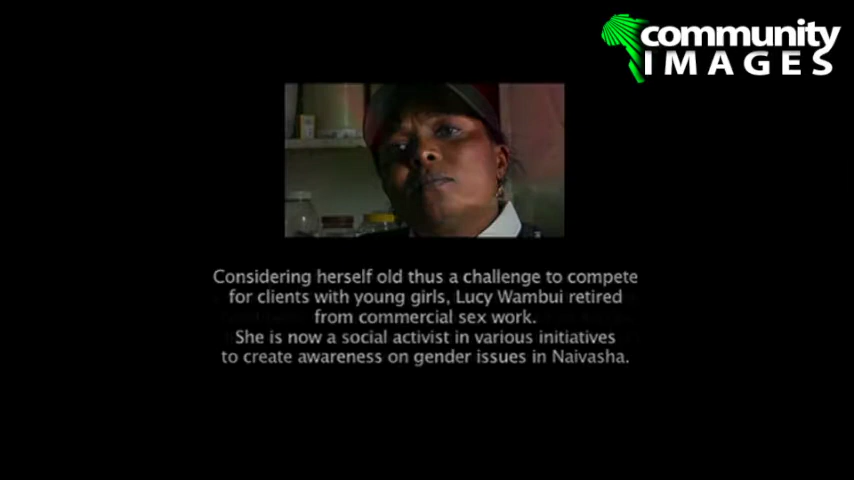 community
IMAGES
Considering herself old thus a challenge to compete
for clients with young girls, Lucy Wambui retired
from commercial sex work.
She is now a social activist in various initiatives
to create awareness on gender issues in Naivasha.